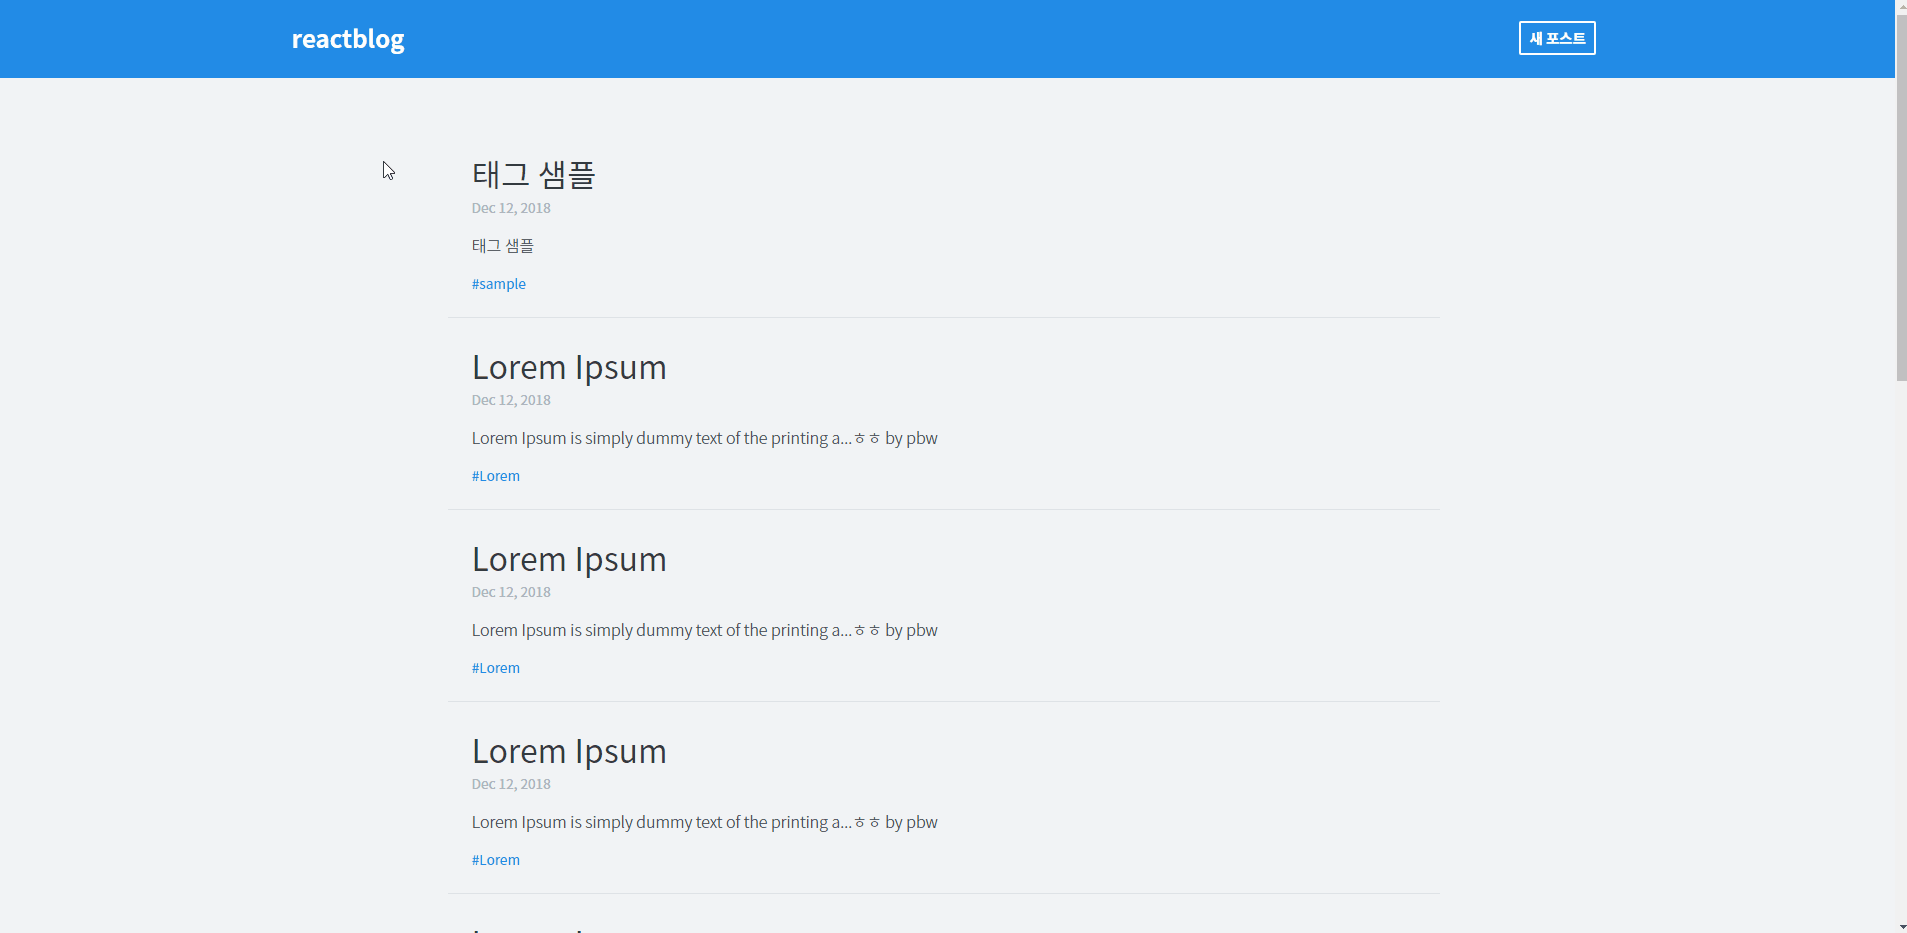 reactblog
새 포스트
태그 샘플
Dec 12, 2018
태그 샘플
#sample
Lorem Ipsum
Dec 12, 2018
Lorem Ipsum is simply dummy text of the printing a...ㅎㅎ by pbw
#Lorem
Lorem Ipsum
Dec 12, 2018
Lorem Ipsum is simply dummy text of the printing a...ㅎㅎ by pbw
#Lorem
Lorem Ipsum
Dec 12, 2018
Lorem Ipsum is simply dummy text of the printing a...ㅎㅎ by pbw
#Lorem